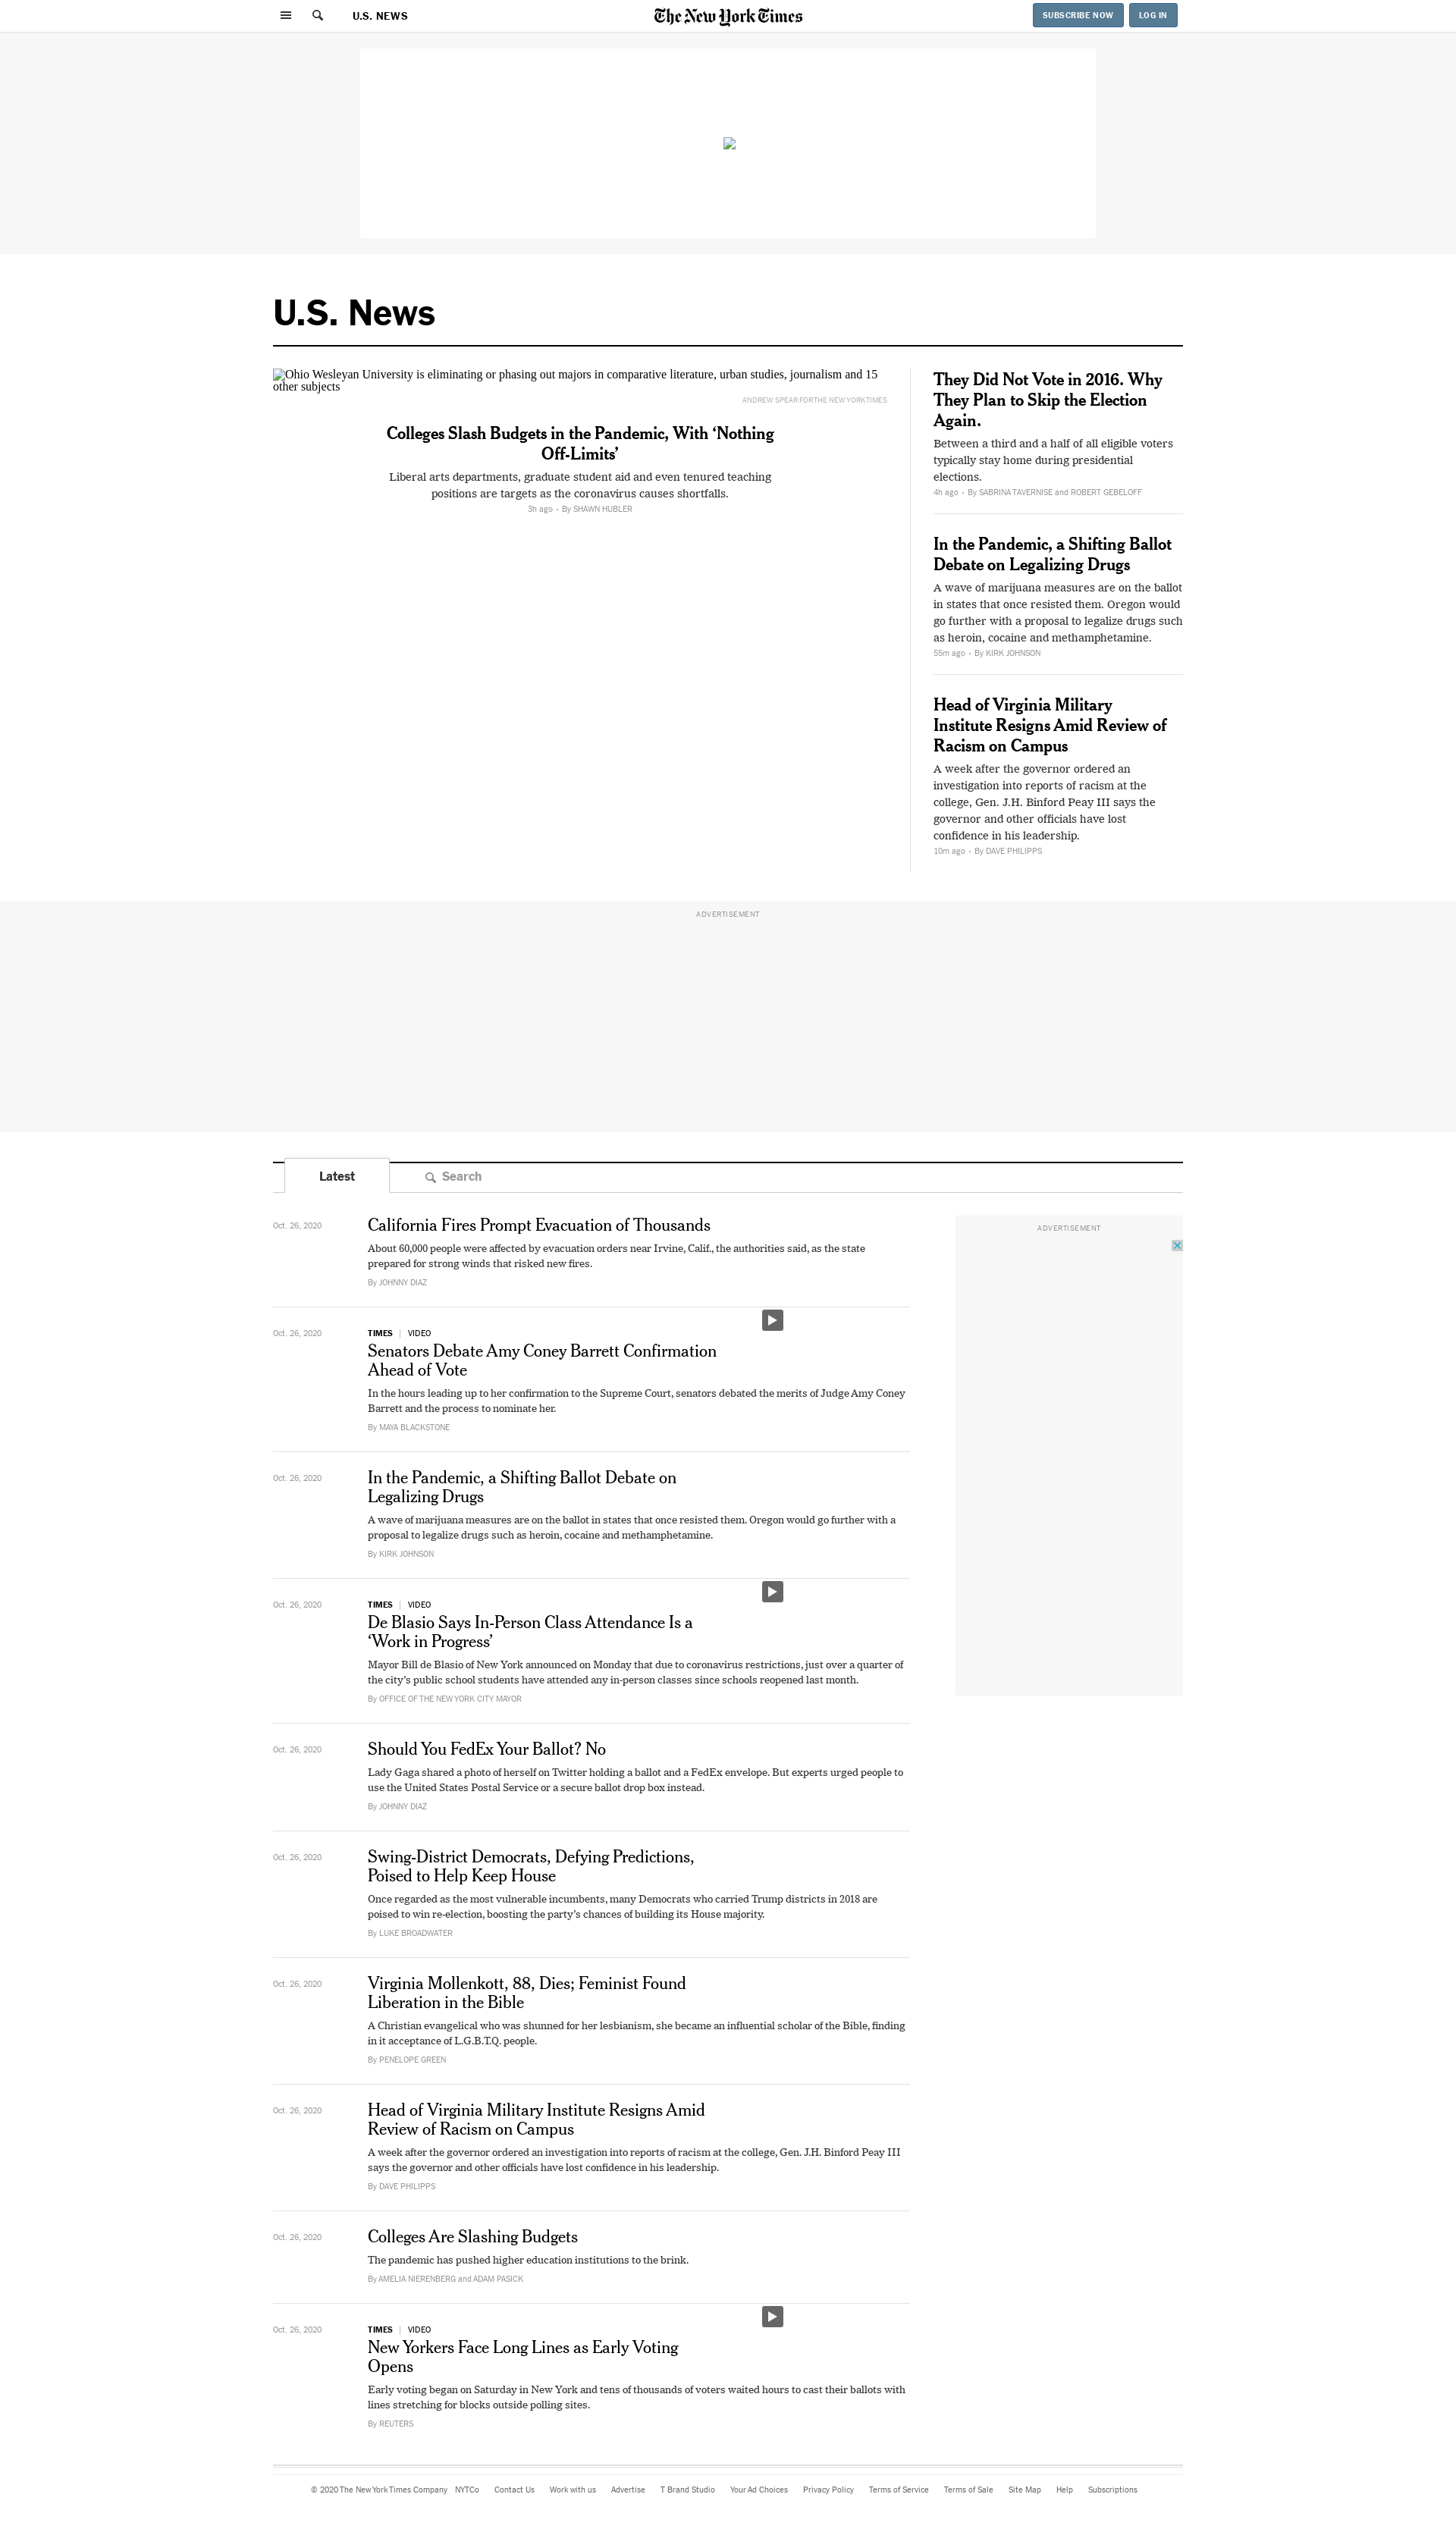 U.S. NEWS
The New York Times
SUBSCRIBE NOW
LOG IN
U.S. News
Ohio Wesleyan University is eliminating or phasing out majors in comparative literature, urban studies, journalism and 15
other subjects
ANDREW SPEAR FOR THE NEW YORK TIMES
Colleges Slash Budgets in the Pandemic, With ‘Nothing
Off-Limits’
Liberal arts departments, graduate student aid and even tenured teaching
positions are targets as the coronavirus causes shortfalls.
3h ago • By SHAWN HUBLER
They Did Not Vote in 2016. Why
They Plan to Skip the Election
Again.
Between a third and a half of all eligible voters
typically stay home during presidential
elections.
4h ago • By SABRINA TAVERNISE and ROBERT GEBELOFF
In the Pandemic, a Shifting Ballot
Debate on Legalizing Drugs
A wave of marijuana measures are on the ballot
in states that once resisted them. Oregon would
go further with a proposal to legalize drugs such
as heroin, cocaine and methamphetamine.
55m ago • By KIRK JOHNSON
Head of Virginia Military
Institute Resigns Amid Review of
Racism on Campus
A week after the governor ordered an
investigation into reports of racism at the
college, Gen. J.H. Binford Peay III says the
governor and other officials have lost
confidence in his leadership.
10m ago • By DAVE PHILIPPS
ADVERTISEMENT
Latest
Search
Oct. 26, 2020
California Fires Prompt Evacuation of Thousands
About 60,000 people were affected by evacuation orders near Irvine, Calif., the authorities said, as the state
prepared for strong winds that risked new fires.
By JOHNNY DIAZ
ADVERTISEMENT
Oct. 26, 2020
TIMES | VIDEO
Senators Debate Amy Coney Barrett Confirmation
Ahead of Vote
In the hours leading up to her confirmation to the Supreme Court, senators debated the merits of Judge Amy Coney
Barrett and the process to nominate her.
By MAYA BLACKSTONE
Oct. 26, 2020
In the Pandemic, a Shifting Ballot Debate on
Legalizing Drugs
A wave of marijuana measures are on the ballot in states that once resisted them. Oregon would go further with a
proposal to legalize drugs such as heroin, cocaine and methamphetamine.
By KIRK JOHNSON
Oct. 26, 2020
TIMES | VIDEO
De Blasio Says In-Person Class Attendance Is a
‘Work in Progress’
Mayor Bill de Blasio of New York announced on Monday that due to coronavirus restrictions, just over a quarter of
the city’s public school students have attended any in-person classes since schools reopened last month.
By OFFICE OF THE NEW YORK CITY MAYOR
Oct. 26, 2020
Should You FedEx Your Ballot? No
Lady Gaga shared a photo of herself on Twitter holding a ballot and a FedEx envelope. But experts urged people to
use the United States Postal Service or a secure ballot drop box instead.
By JOHNNY DIAZ
Oct. 26, 2020
Swing-District Democrats, Defying Predictions,
Poised to Help Keep House
Once regarded as the most vulnerable incumbents, many Democrats who carried Trump districts in 2018 are
poised to win re-election, boosting the party’s chances of building its House majority.
By LUKE BROADWATER
Oct. 26, 2020
Virginia Mollenkott, 88, Dies; Feminist Found
Liberation in the Bible
A Christian evangelical who was shunned for her lesbianism, she became an influential scholar of the Bible, finding
in it acceptance of L.G.B.T.Q. people.
By PENELOPE GREEN
Oct. 26, 2020
Head of Virginia Military Institute Resigns Amid
Review of Racism on Campus
A week after the governor ordered an investigation into reports of racism at the college, Gen. J.H. Binford Peay III
says the governor and other officials have lost confidence in his leadership.
By DAVE PHILIPPS
Oct. 26, 2020
Colleges Are Slashing Budgets
The pandemic has pushed higher education institutions to the brink.
By AMELIA NIERENBERG and ADAM PASICK
Oct. 26, 2020
TIMES | VIDEO
New Yorkers Face Long Lines as Early Voting
Opens
Early voting began on Saturday in New York and tens of thousands of voters waited hours to cast their ballots with
lines stretching for blocks outside polling sites.
By REUTERS
© 2020 The New York Times Company NYTCo Contact Us Work with us Advertise T Brand Studio Your Ad Choices Privacy Policy Terms of Service Terms of Sale Site Map Help Subscriptions